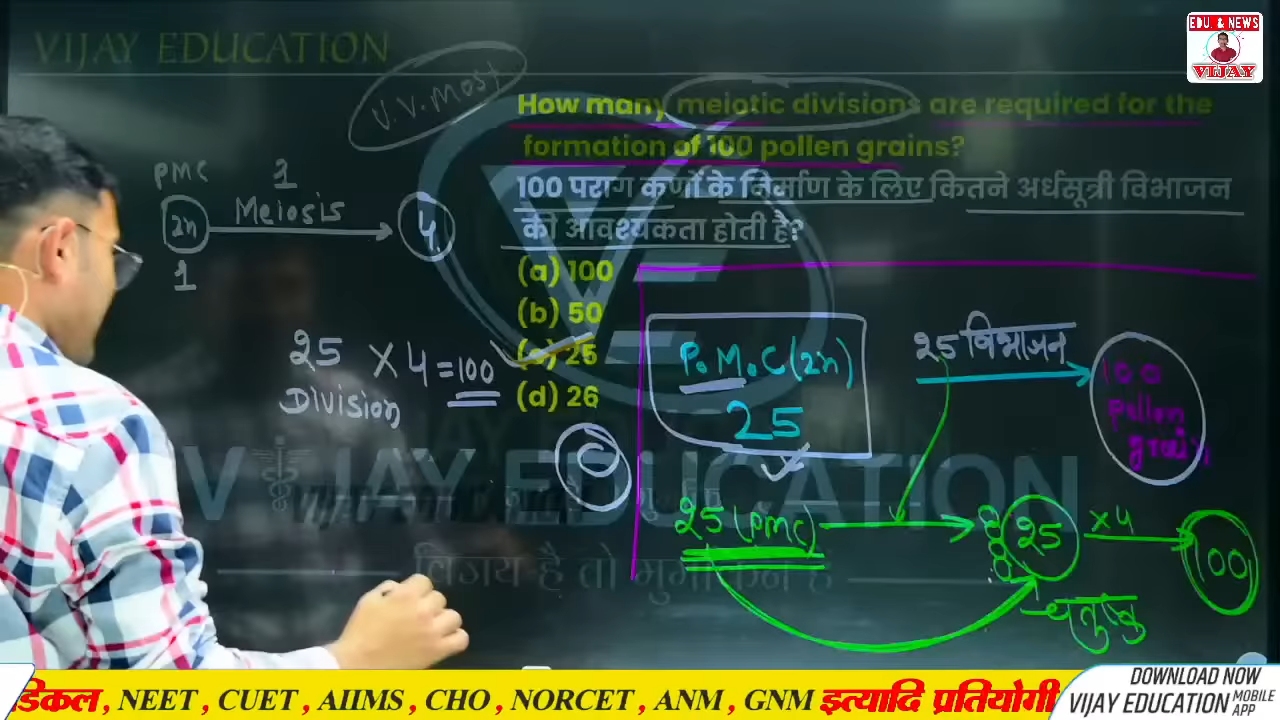 VIJAY EDUCATION
EDU. & NEWS
VIJAY
V.V. Most
How many meiotic divisions are required for the
formation of 100 pollen grains?
100 पराग कणों के निर्माण के लिए कितने अर्धसूत्री विभाजन
की आवश्यकता होती है?
(a) 100
(b) 50
(c) 25
(d) 26
PMC
1
2n
Meiosis
4
1
25 × 4 = 100
Division
C
P.M.C (2n)
25
25 विभाजन
100
pollen
grain
25 (PMC)
25
×4
100
चतुष्क
VIJAY EDUCATION
विजय है तो मुमकिन है
डिकल, NEET, CUET, AIIMS, CHO, NORCET, ANM, GNM इत्यादि प्रतियोगी
DOWNLOAD NOW
VIJAY EDUCATION MOBILE APP